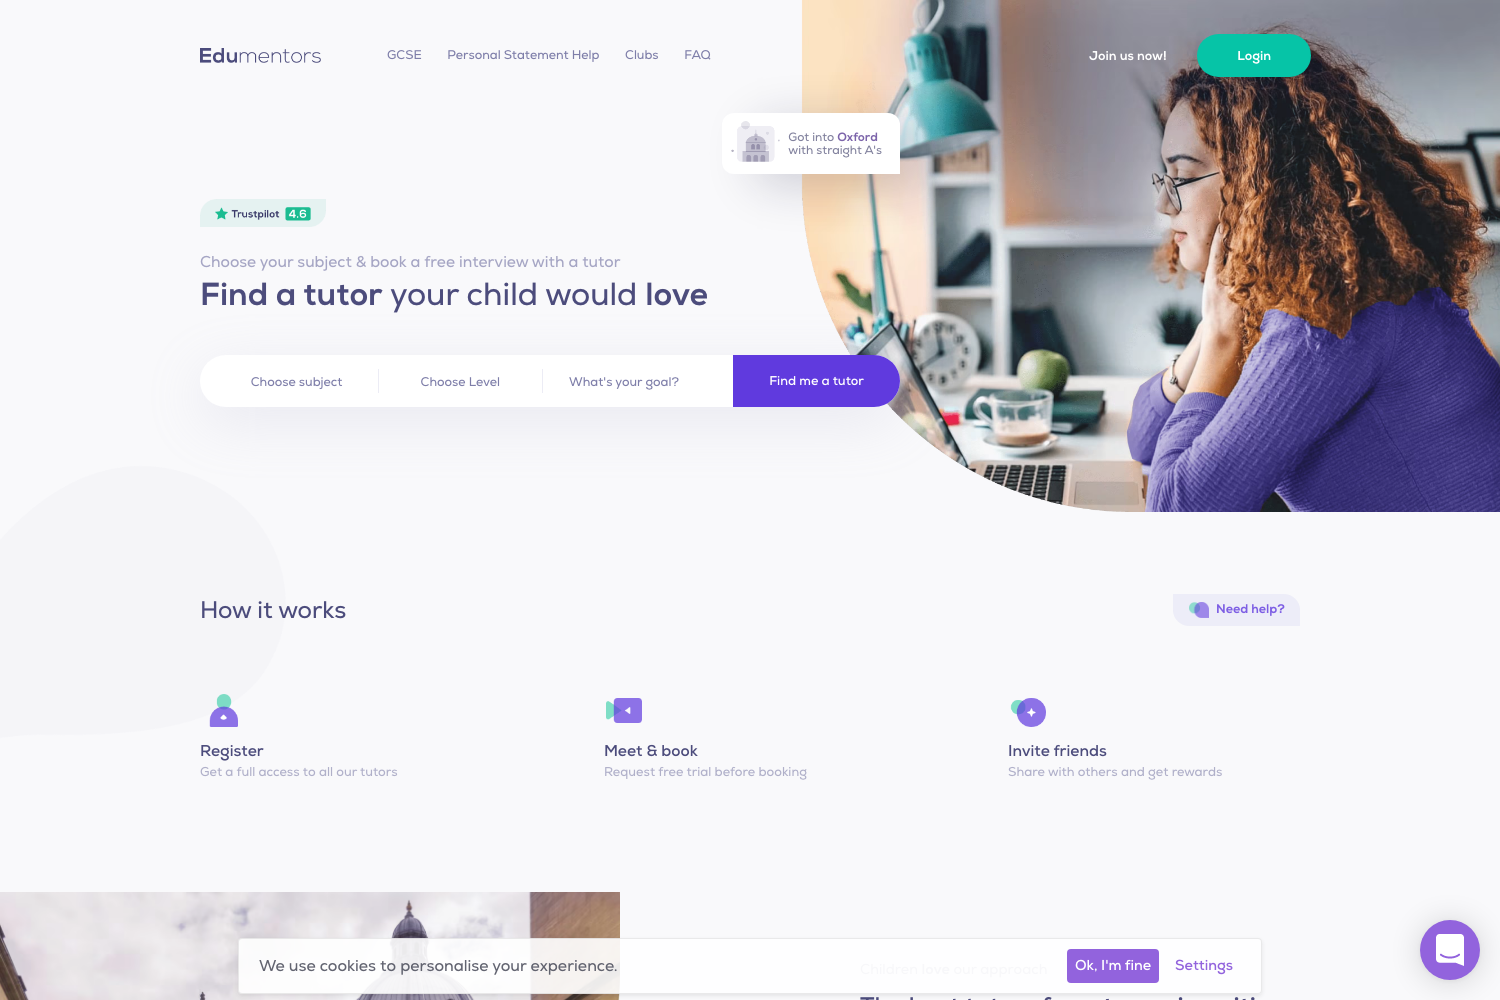 Edumentors
GCSE
Personal Statement Help
Clubs
FAQ
Join us now!
Login
Got into Oxford
with straight A's
Trustpilot 4.6
Choose your subject & book a free interview with a tutor
Find a tutor your child would love
Choose subject
Choose Level
What's your goal?
Find me a tutor
How it works
Need help?
Register
Get a full access to all our tutors
Meet & book
Request free trial before booking
Invite friends
Share with others and get rewards
Children love our approach
We use cookies to personalise your experience.
Ok, I'm fine
Settings